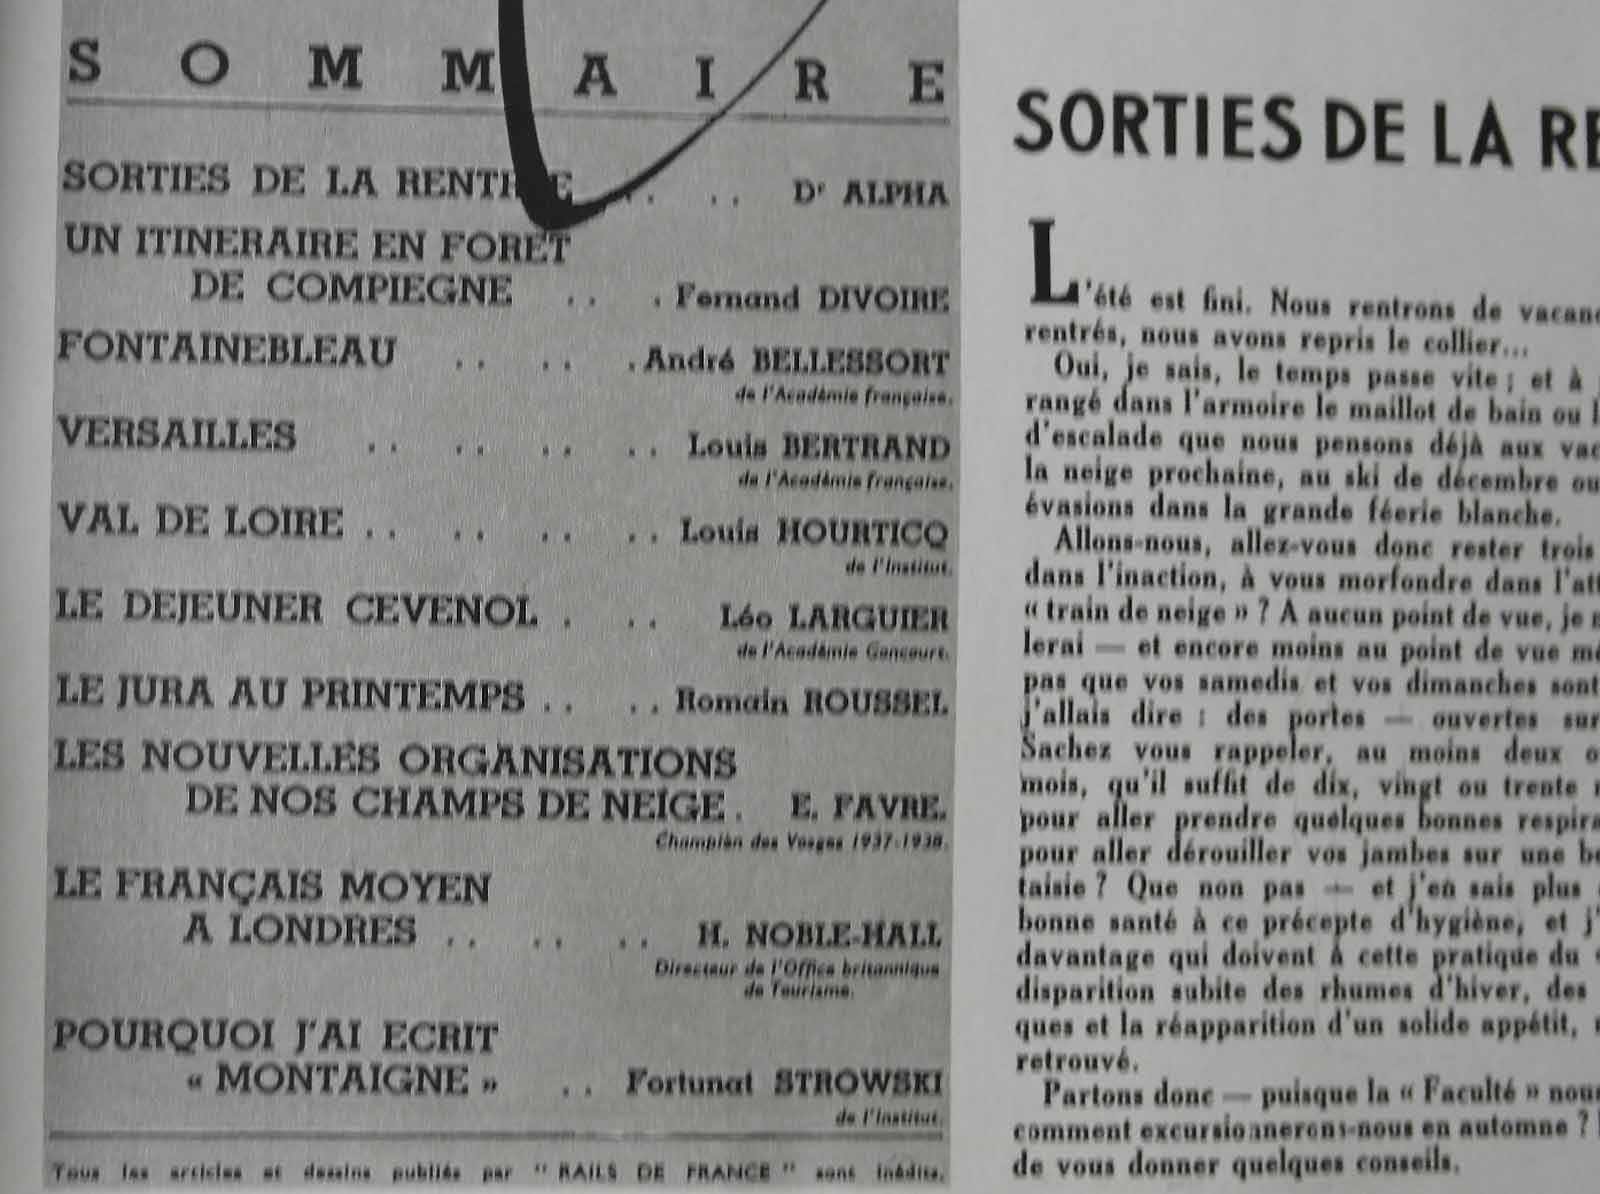 SOMMAIRE
SORTIES DE LA RENTREE .. .. Dr ALPHA
UN ITINERAIRE EN FORET
DE COMPIEGNE .. . Fernand DIVOIRE
FONTAINEBLEAU .. .. . André BELLESSORT
de l'Académie française.
VERSAILLES .. .. .. .. Louis BERTRAND
de l'Académie française.
VAL DE LOIRE .. .. .. .. Louis HOURTICQ
de l'Institut.
LE DEJEUNER CEVENOL . .. Léo LARGUIER
de l'Académie Goncourt.
LE JURA AU PRINTEMPS .. .. Romain ROUSSEL
LES NOUVELLES ORGANISATIONS
DE NOS CHAMPS DE NEIGE . E. FAVRE.
Champion des Vosges 1937-1938.
LE FRANÇAIS MOYEN
A LONDRES .. .. .. H. NOBLE-HALL
Directeur de l'Office britannique
de Tourisme.
POURQUOI J'AI ECRIT
« MONTAIGNE » .. Fortunat STROWSKI
de l'Institut.
Tous les articles et dessins publiés par " RAILS DE FRANCE " sont inédits.
SORTIES DE LA RE
L'été est fini. Nous rentrons de vacanc
rentrés, nous avons repris le collier...
Oui, je sais, le temps passe vite ; et à
rangé dans l'armoire le maillot de bain ou l
d'escalade que nous pensons déjà aux vac
la neige prochaine, au ski de décembre ou
évasions dans la grande féerie blanche.
Allons-nous, allez-vous donc rester trois
dans l'inaction, à vous morfondre dans l'att
« train de neige » ? A aucun point de vue, je
lerai — et encore moins au point de vue mé
pas que vos samedis et vos dimanches sont
j'allais dire : des portes — ouvertes sur
Sachez vous rappeler, au moins deux o
mois, qu'il suffit de dix, vingt ou trente
pour aller prendre quelques bonnes respira
pour aller dérouiller vos jambes sur une b
taisie ? Que non pas — et j'en sais plus
bonne santé à ce précepte d'hygiène, et j'
davantage qui doivent à cette pratique du
disparition subite des rhumes d'hiver, des
ques et la réapparition d'un solide appétit,
retrouvé.
Partons donc — puisque la « Faculté » nous
comment excursionnerons-nous en automne ?
de vous donner quelques conseils.